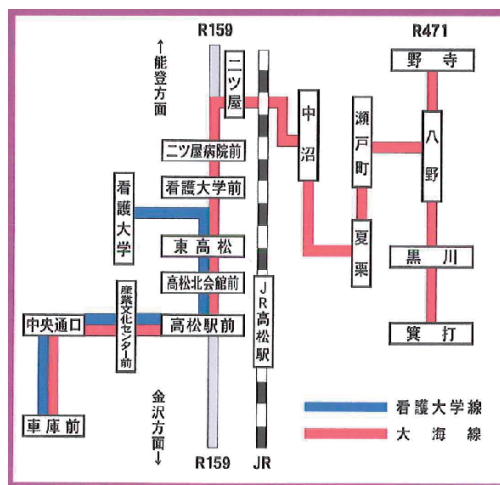 R159
R471
←能登方面
二ツ屋
野寺
中沼
瀬戸町
八野
二ツ屋病院前
看護大学前
看護大学
東高松
夏栗
黒川
高松北会館前
JR高松駅
産業文化センター前
中央通口
高松駅前
箕打
車庫前
金沢方面→
看護大学線
大海線
R159
JR